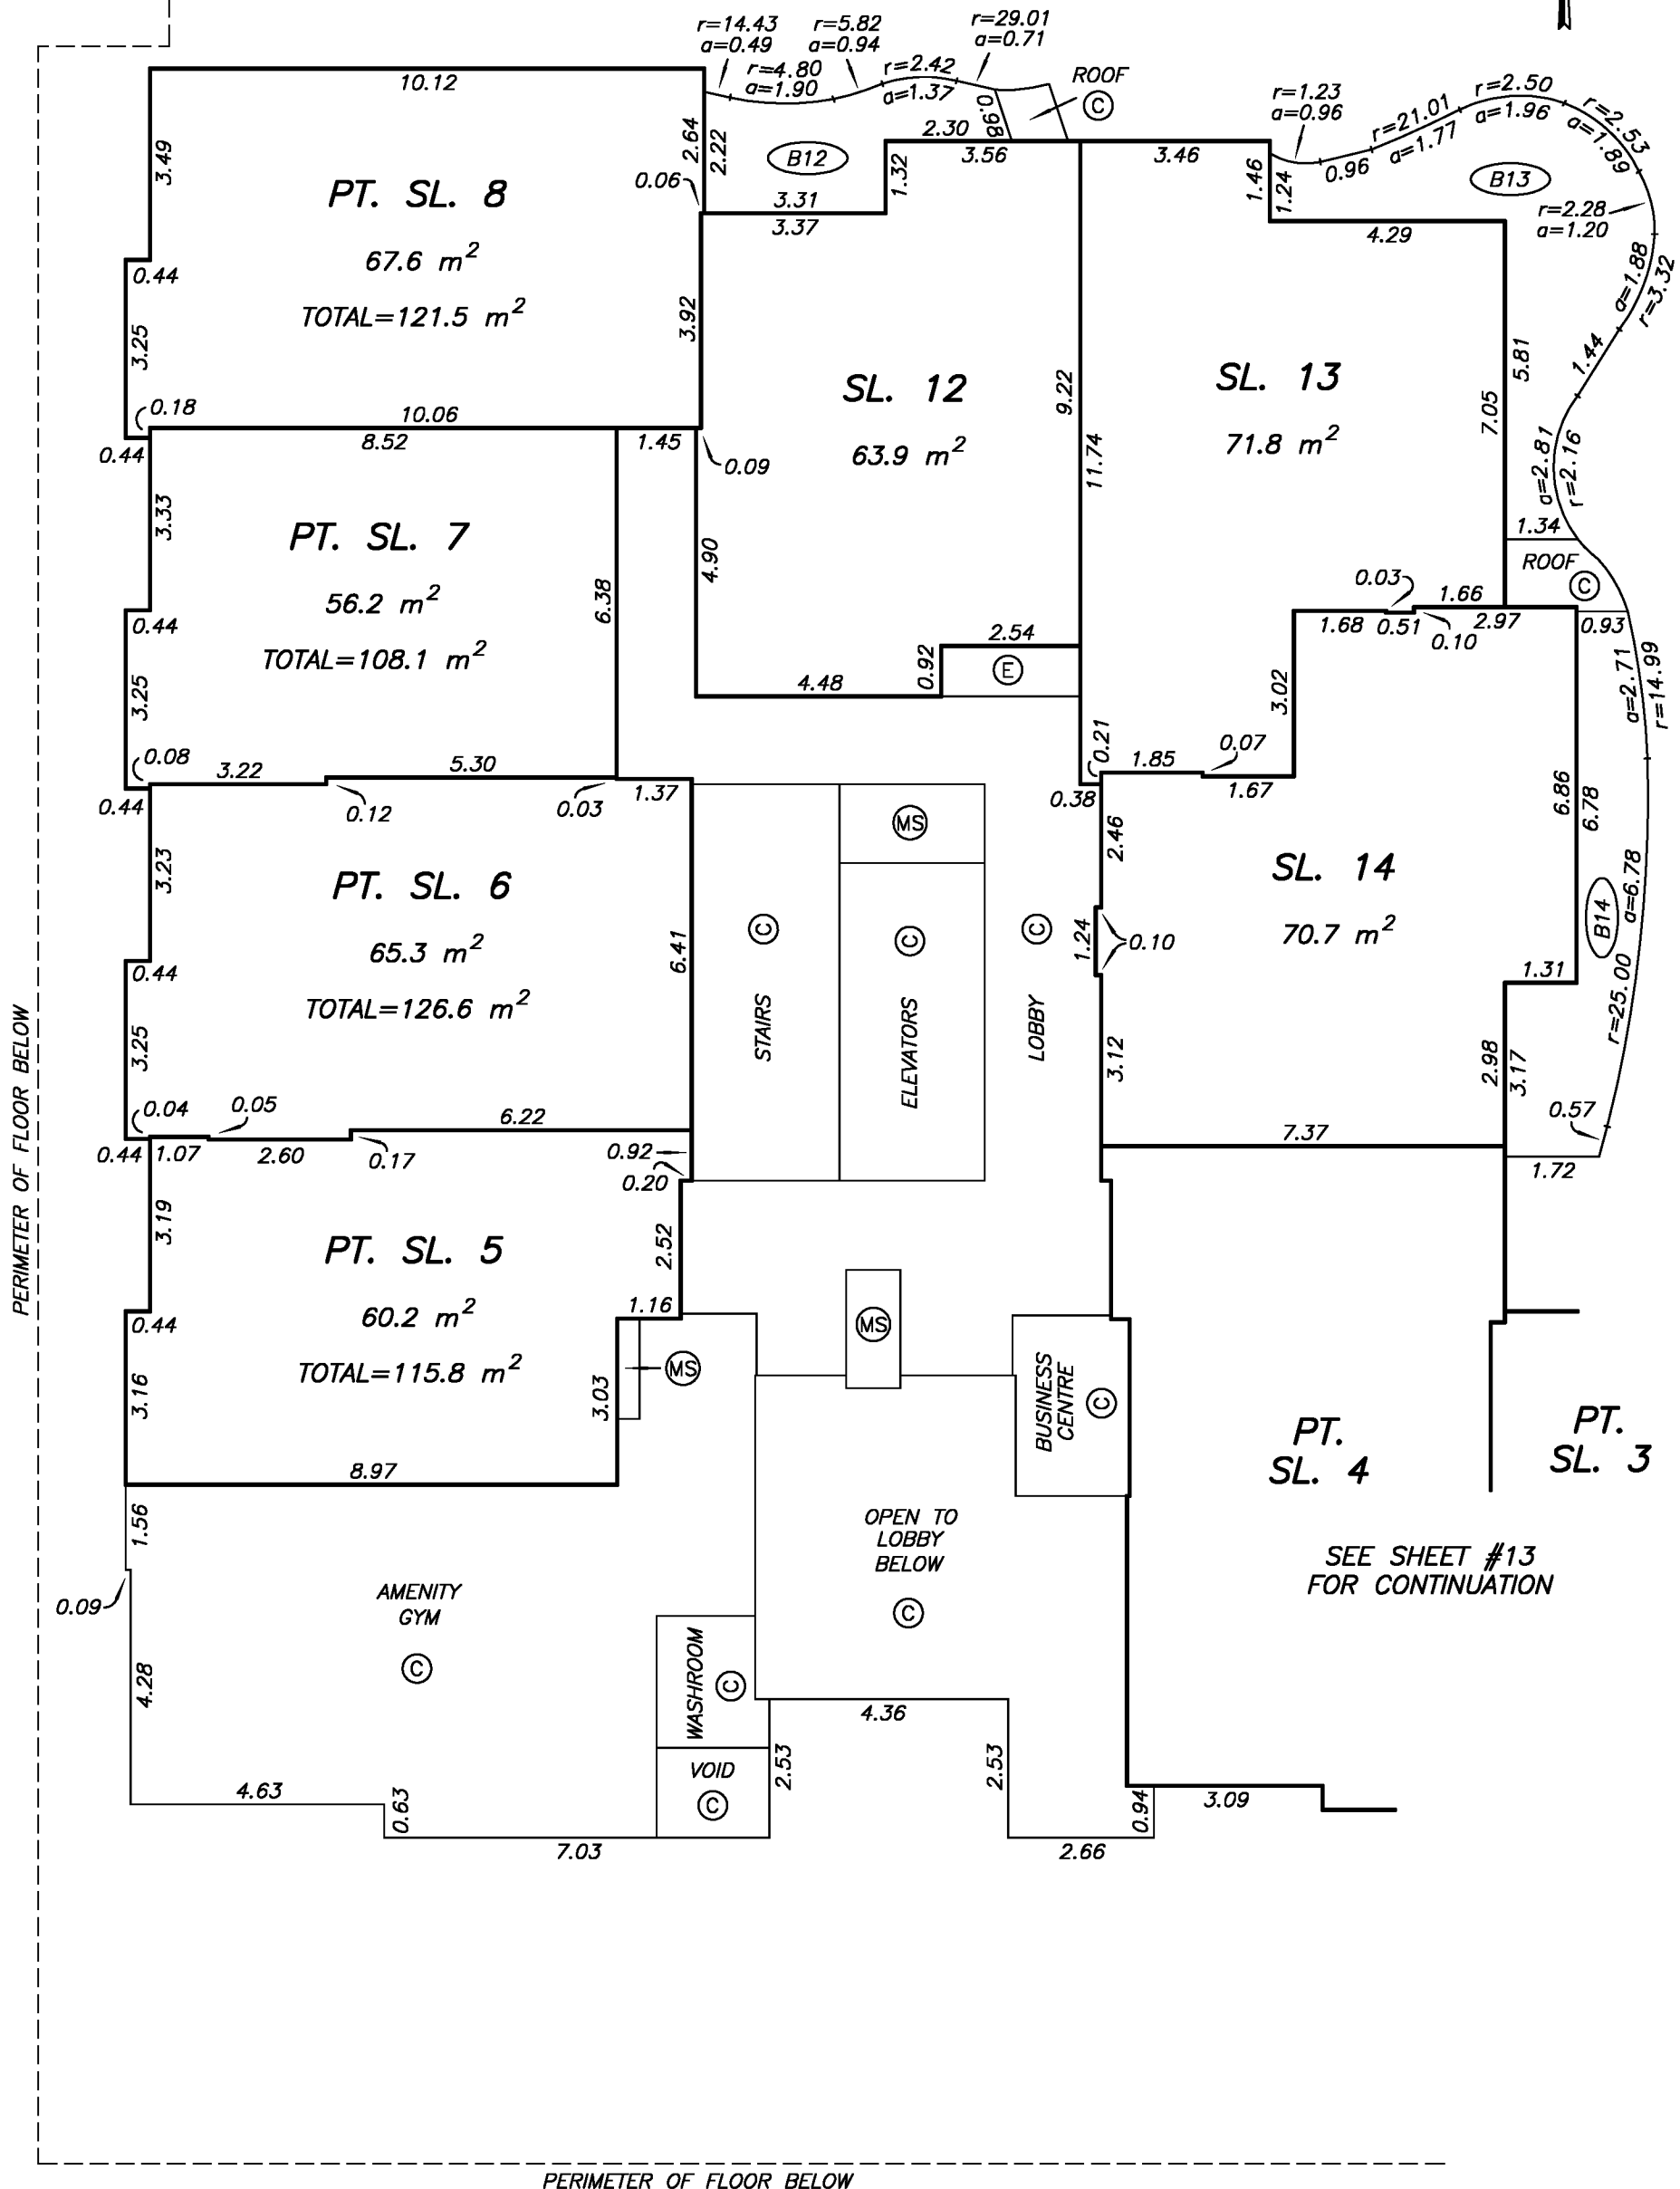 r=14.43
a=0.49
r=5.82
a=0.94
r=29.01
a=0.71
r=4.80
a=1.90
r=2.42
a=1.37
ROOF
C
0.98
r=1.23
a=0.96
0.96
r=21.01
a=1.77
r=2.50
a=1.96
r=2.53
a=1.89
B13
r=2.28
a=1.20
a=1.88
r=3.32
1.44
a=2.81
r=2.16
10.12
3.49
PT. SL. 8
67.6 m2
TOTAL=121.5 m2
2.64
2.22
0.06
B12
2.30
3.56
1.32
3.31
3.37
3.46
1.46
1.24
4.29
0.44
3.25
0.18
0.44
10.06
3.92
8.52
1.45
0.09
SL. 12
63.9 m2
9.22
11.74
4.90
2.54
0.92
E
4.48
SL. 13
71.8 m2
5.81
7.05
1.34
ROOF
C
0.03
1.66
1.68
0.51
0.10
2.97
0.93
3.33
PT. SL. 7
56.2 m2
TOTAL=108.1 m2
6.38
0.44
3.25
0.08
0.44
3.22
5.30
0.12
0.03
1.37
3.02
0.21
1.85
0.07
1.67
0.38
a=2.71
r=14.99
6.86
6.78
3.23
PT. SL. 6
65.3 m2
TOTAL=126.6 m2
6.41
0.44
3.25
0.04
0.44
1.07
0.05
2.60
0.17
6.22
0.92
0.20
STAIRS
C
MS
C
ELEVATORS
C
LOBBY
2.46
1.24
0.10
3.12
SL. 14
70.7 m2
B14
a=6.78
r=25.00
1.31
2.98
3.17
0.57
1.72
7.37
PERIMETER OF FLOOR BELOW
3.19
PT. SL. 5
60.2 m2
TOTAL=115.8 m2
2.52
1.16
0.44
3.16
3.03
MS
8.97
MS
BUSINESS
CENTRE
C
PT.
SL. 4
PT.
SL. 3
SEE SHEET #13
FOR CONTINUATION
1.56
0.09
4.28
AMENITY
GYM
C
OPEN TO
LOBBY
BELOW
C
WASHROOM
C
VOID
C
4.36
2.53
2.53
4.63
0.63
7.03
2.66
0.94
3.09
PERIMETER OF FLOOR BELOW